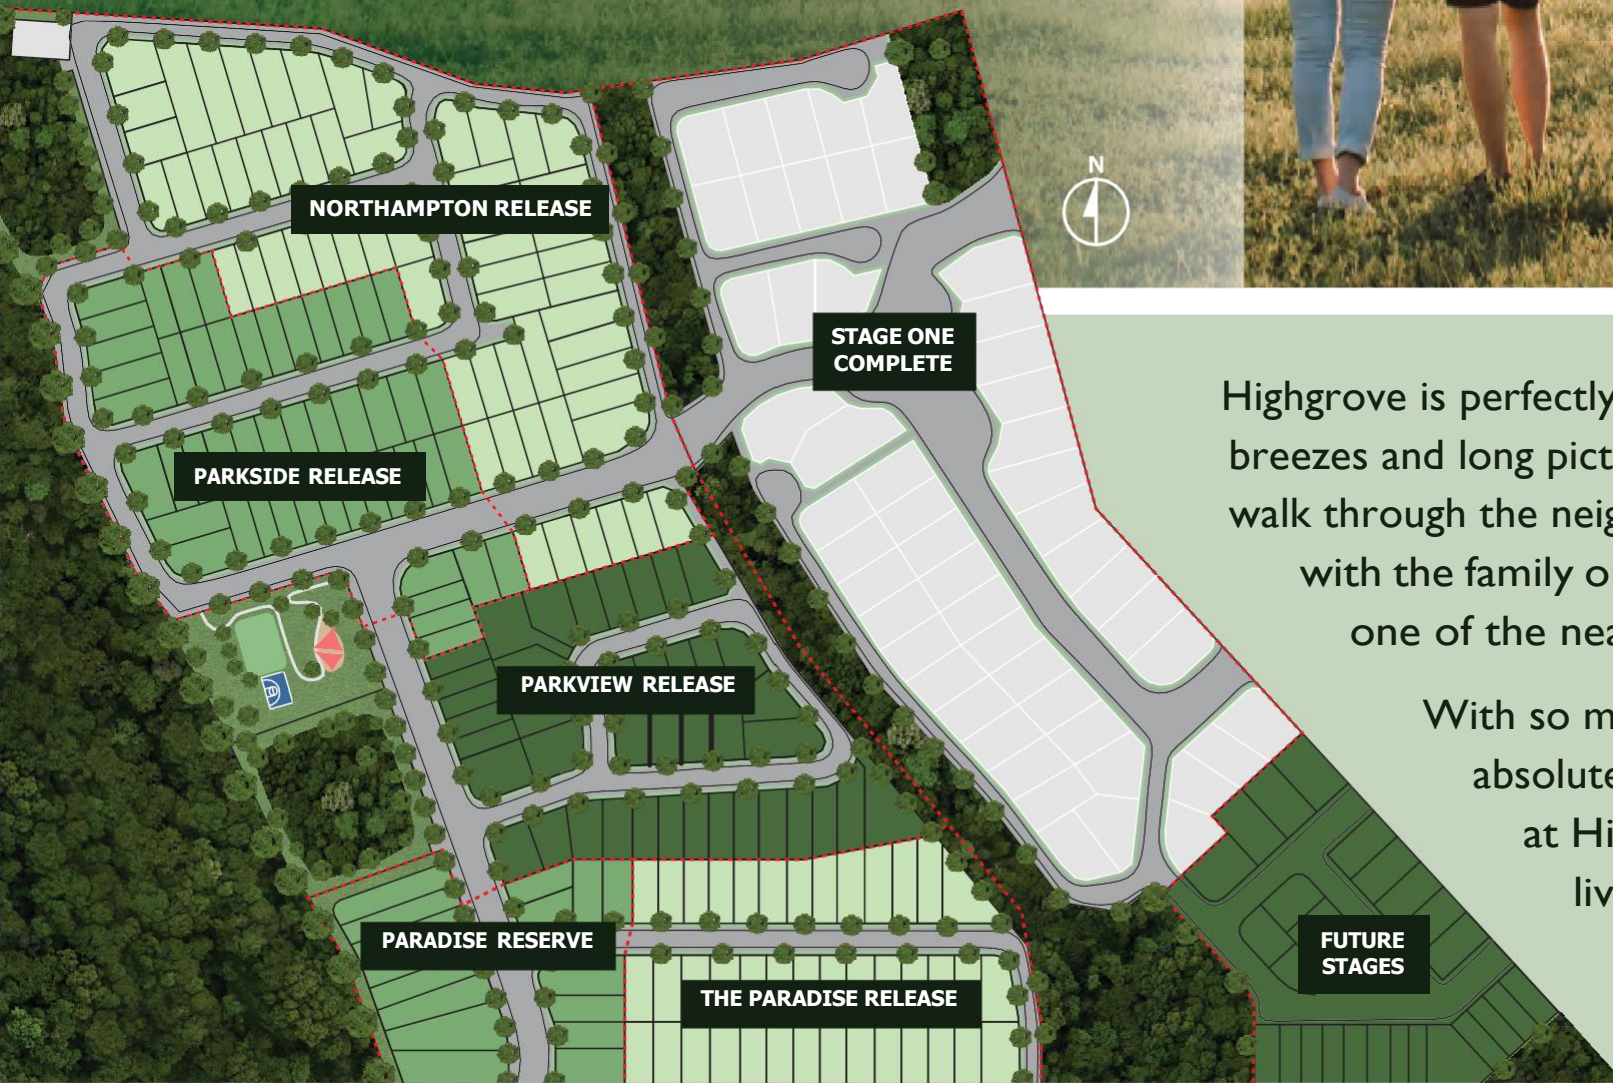 N
NORTHAMPTON RELEASE
STAGE ONE
COMPLETE
PARKSIDE RELEASE
PARKVIEW RELEASE
PARADISE RESERVE
THE PARADISE RELEASE
FUTURE
STAGES
Highgrove is perfectly
breezes and long pict
walk through the neig
with the family o
one of the nea
With so m
absolute
at Hi
liv